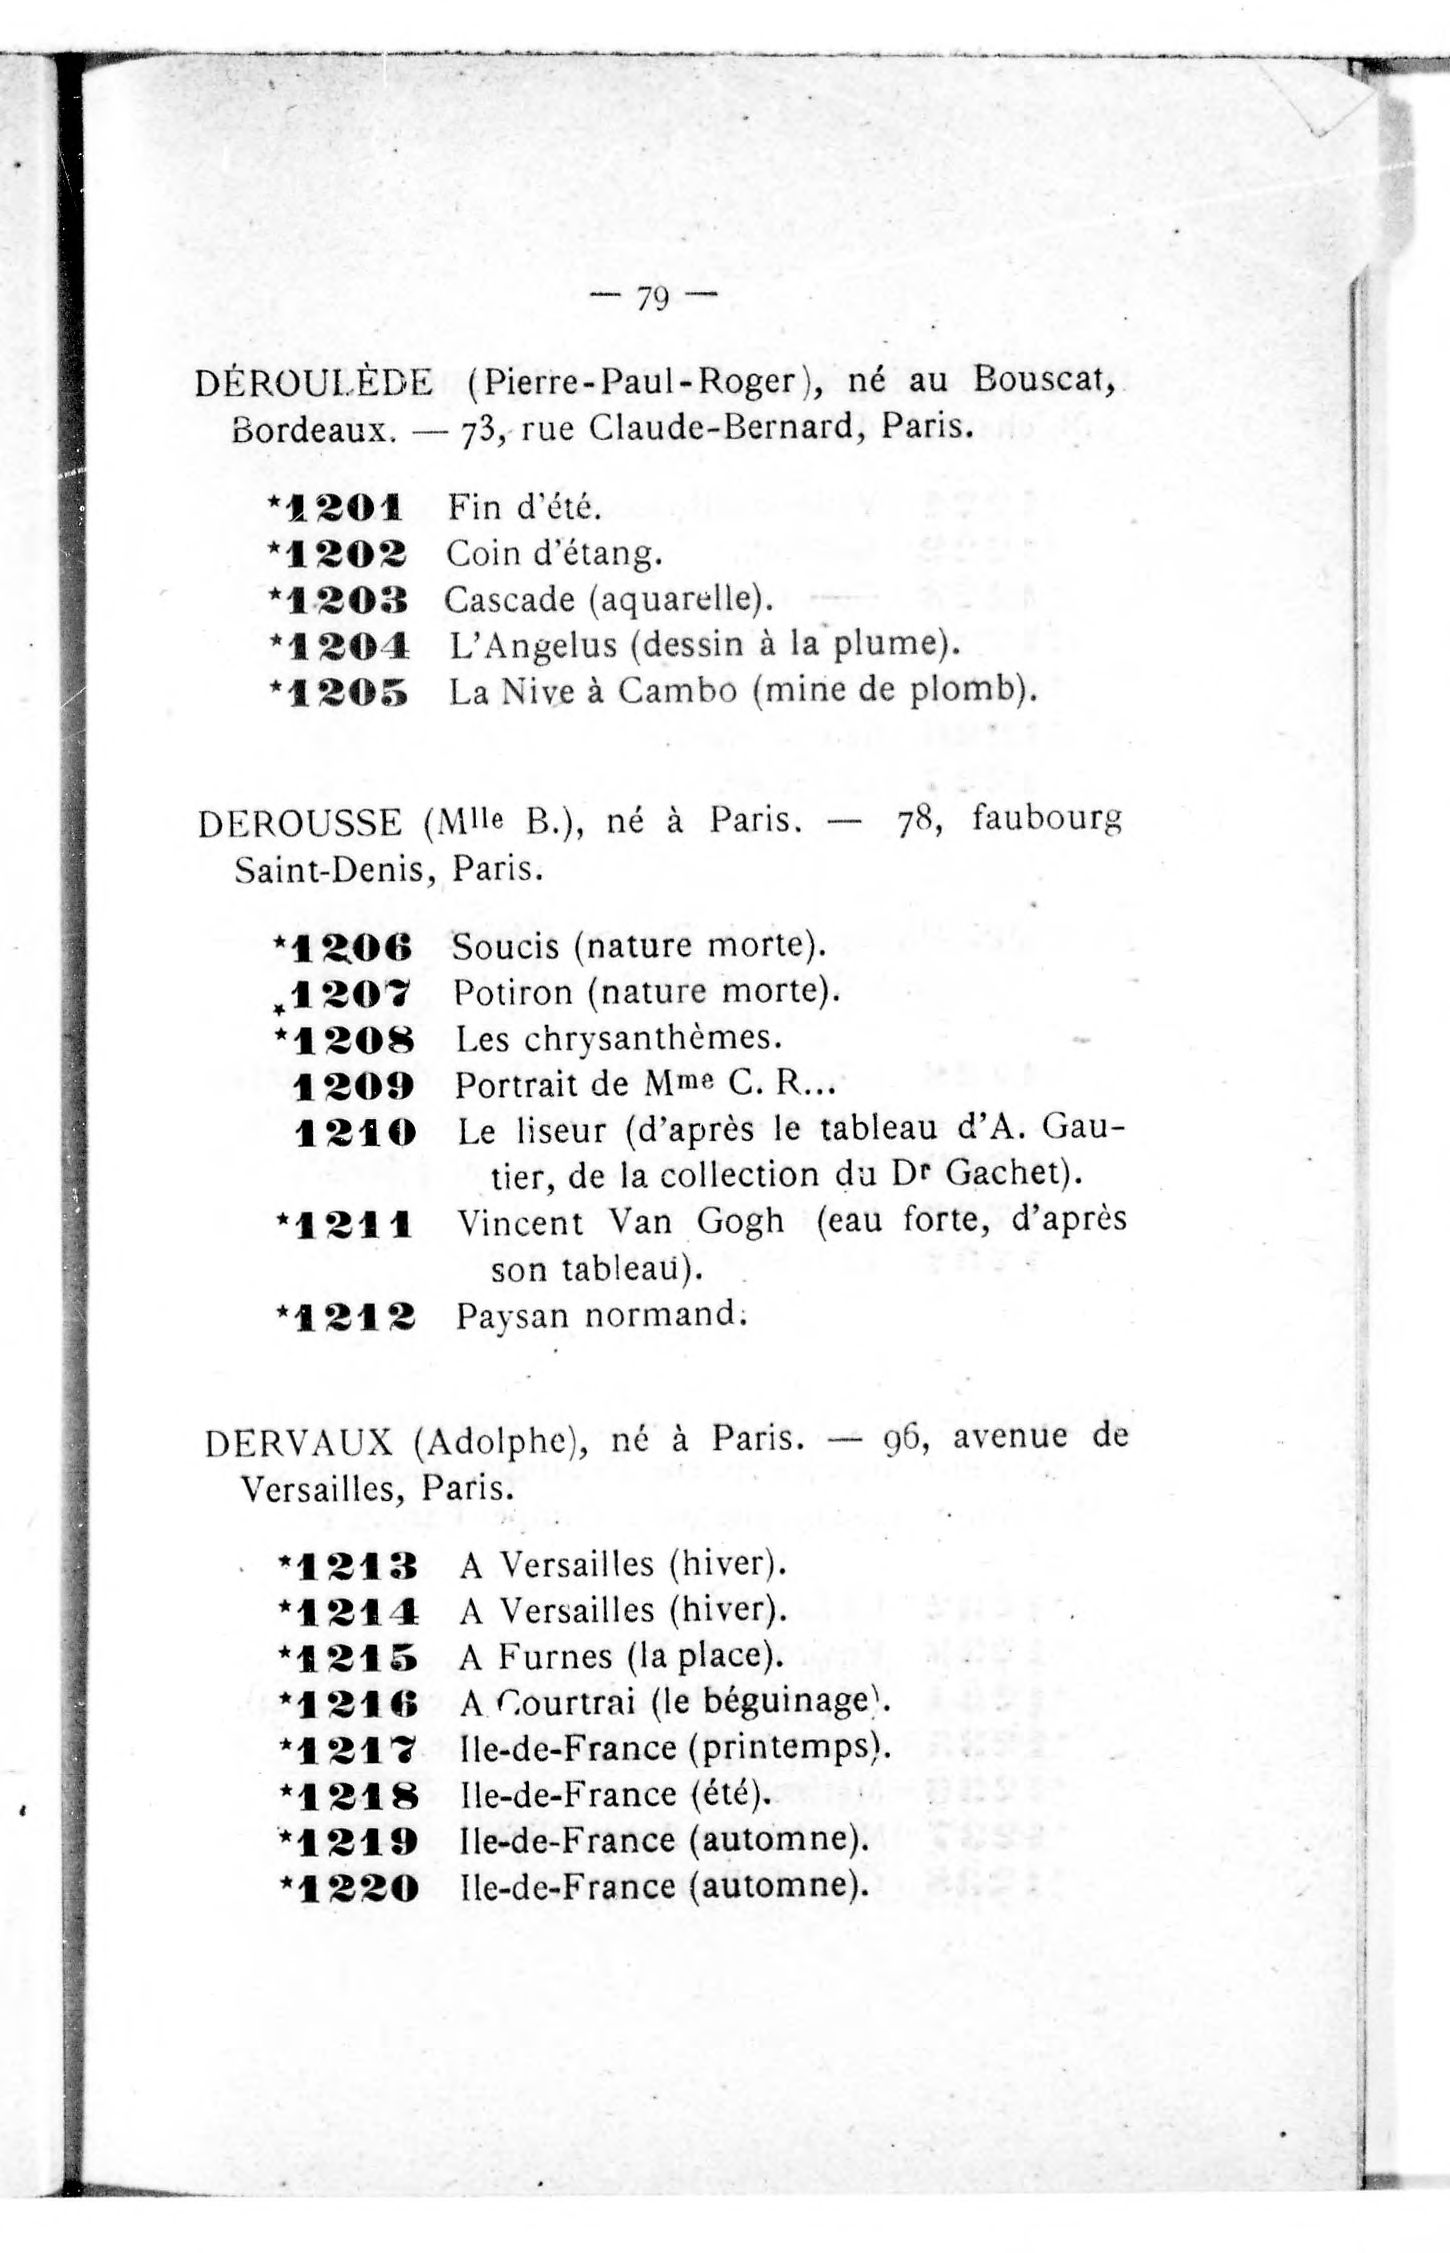 — 79 —
DÉROULÈDE (Pierre-Paul-Roger), né au Bouscat,
Bordeaux. — 73, rue Claude-Bernard, Paris.
*1201 Fin d'été.
*1202 Coin d'étang.
*1203 Cascade (aquarelle).
*1204 L'Angelus (dessin à la plume).
*1205 La Nive à Cambo (mine de plomb).
DEROUSSE (Mlle B.), né à Paris. — 78, faubourg
Saint-Denis, Paris.
*1206 Soucis (nature morte).
*1207 Potiron (nature morte).
*1208 Les chrysanthèmes.
1209 Portrait de Mme C. R...
1210 Le liseur (d'après le tableau d'A. Gau-
tier, de la collection du Dr Gachet).
*1211 Vincent Van Gogh (eau forte, d'après
son tableau).
*1212 Paysan normand.
DERVAUX (Adolphe), né à Paris. — 96, avenue de
Versailles, Paris.
*1213 A Versailles (hiver).
*1214 A Versailles (hiver).
*1215 A Furnes (la place).
*1216 A Courtrai (le béguinage).
*1217 Ile-de-France (printemps).
*1218 Ile-de-France (été).
*1219 Ile-de-France (automne).
*1220 Ile-de-France (automne).